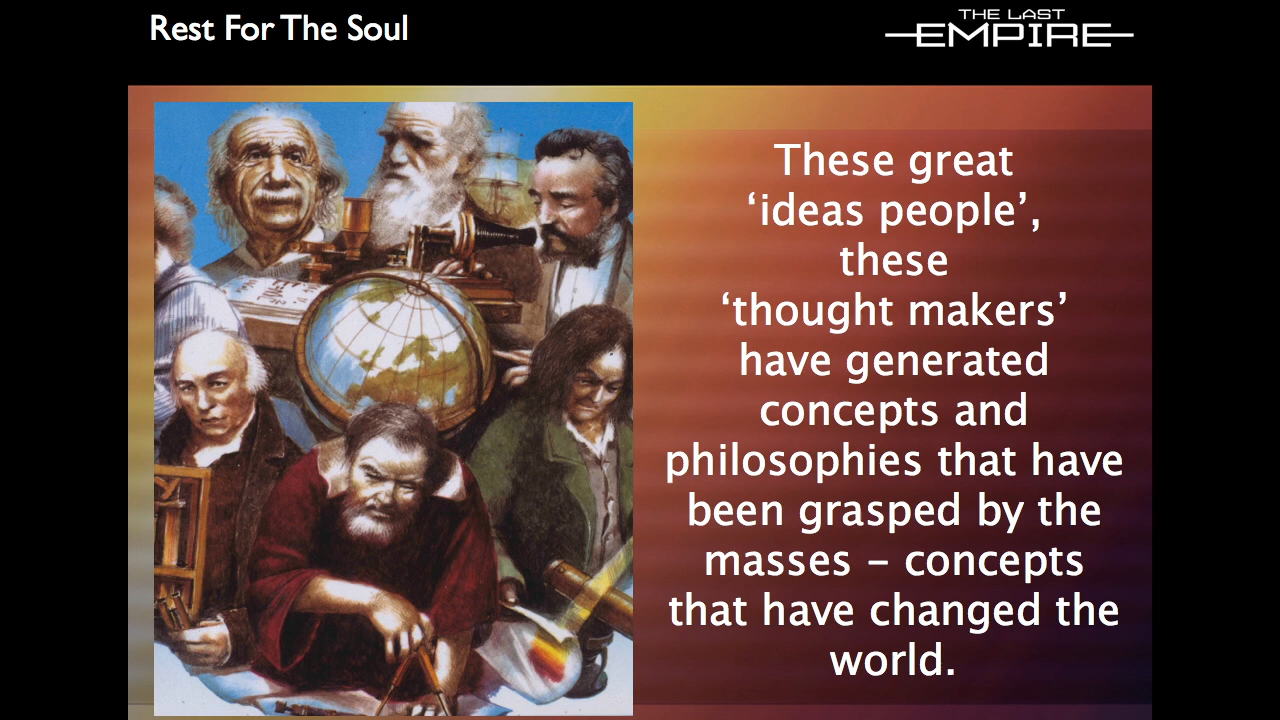 Rest For The Soul
THE LAST
EMPIRE
These great
‘ideas people’,
these
‘thought makers’
have generated
concepts and
philosophies that have
been grasped by the
masses – concepts
that have changed the
world.